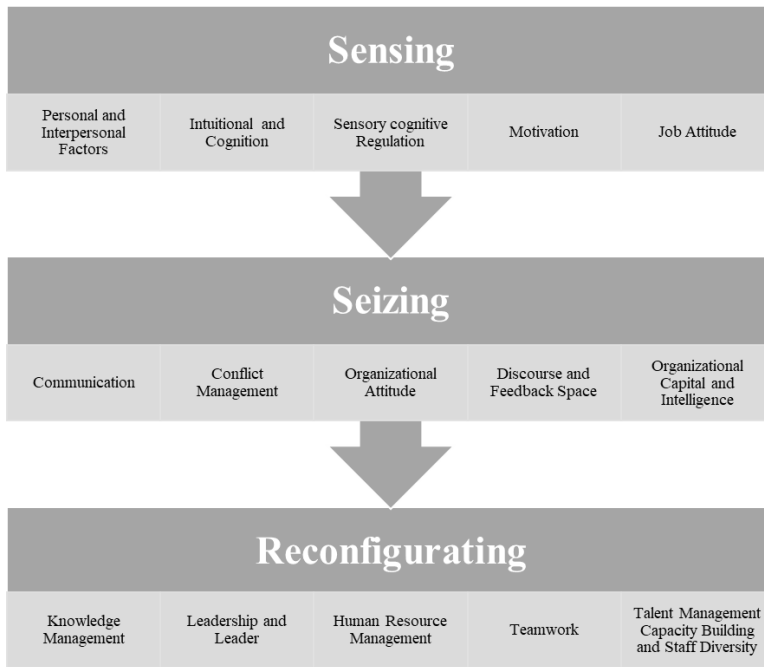 Sensing
Personal and
Interpersonal
Factors
Intuitional and
Cognition
Sensory cognitive
Regulation
Motivation
Job Attitude
Seizing
Communication
Conflict
Management
Organizational
Attitude
Discourse and
Feedback Space
Organizational
Capital and
Intelligence
Reconfigurating
Knowledge
Management
Leadership and
Leader
Human Resource
Management
Teamwork
Talent Management
Capacity Building
and Staff Diversity